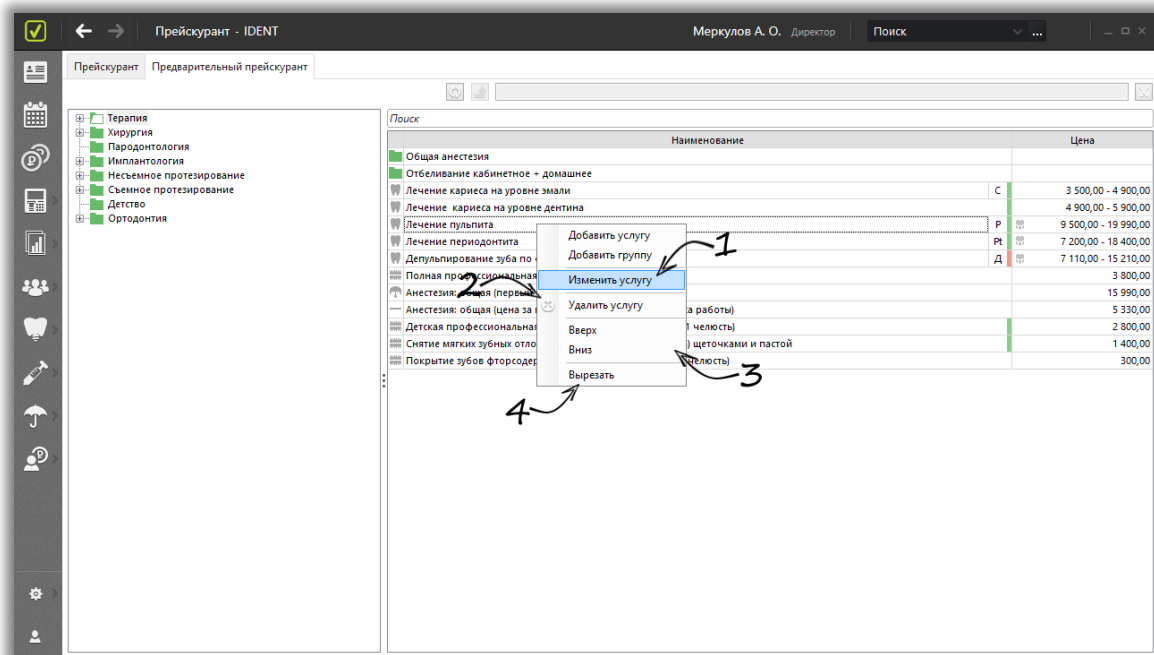 Прейскурант - IDENT
Меркулов А. О. Директор
Поиск
...
Прейскурант
Предварительный прейскурант
Терапия
Хирургия
Пародонтология
Имплантология
Несъемное протезирование
Съемное протезирование
Детство
Ортодонтия
Поиск
Наименование Цена
Общая анестезия
Отбеливание кабинетное + домашнее
Лечение кариеса на уровне эмали C 3 500,00 - 4 900,00
Лечение кариеса на уровне дентина 4 900,00 - 5 900,00
Лечение пульпита P 9 500,00 - 19 990,00
Лечение периодонтита Pt 7 200,00 - 18 400,00
Депульпирование зуба по Д 7 110,00 - 15 210,00
Полная профессиональная 3 800,00
Анестезия: общая (первый 15 990,00
Анестезия: общая (цена за а работы) 5 330,00
Детская профессиональная 1 челюсть) 2 800,00
Снятие мягких зубных отло ) щеточками и пастой 1 400,00
Покрытие зубов фторсодер челюсть) 300,00
Добавить услугу
Добавить группу
Изменить услугу
Удалить услугу
Вверх
Вниз
Вырезать
1
2
3
4